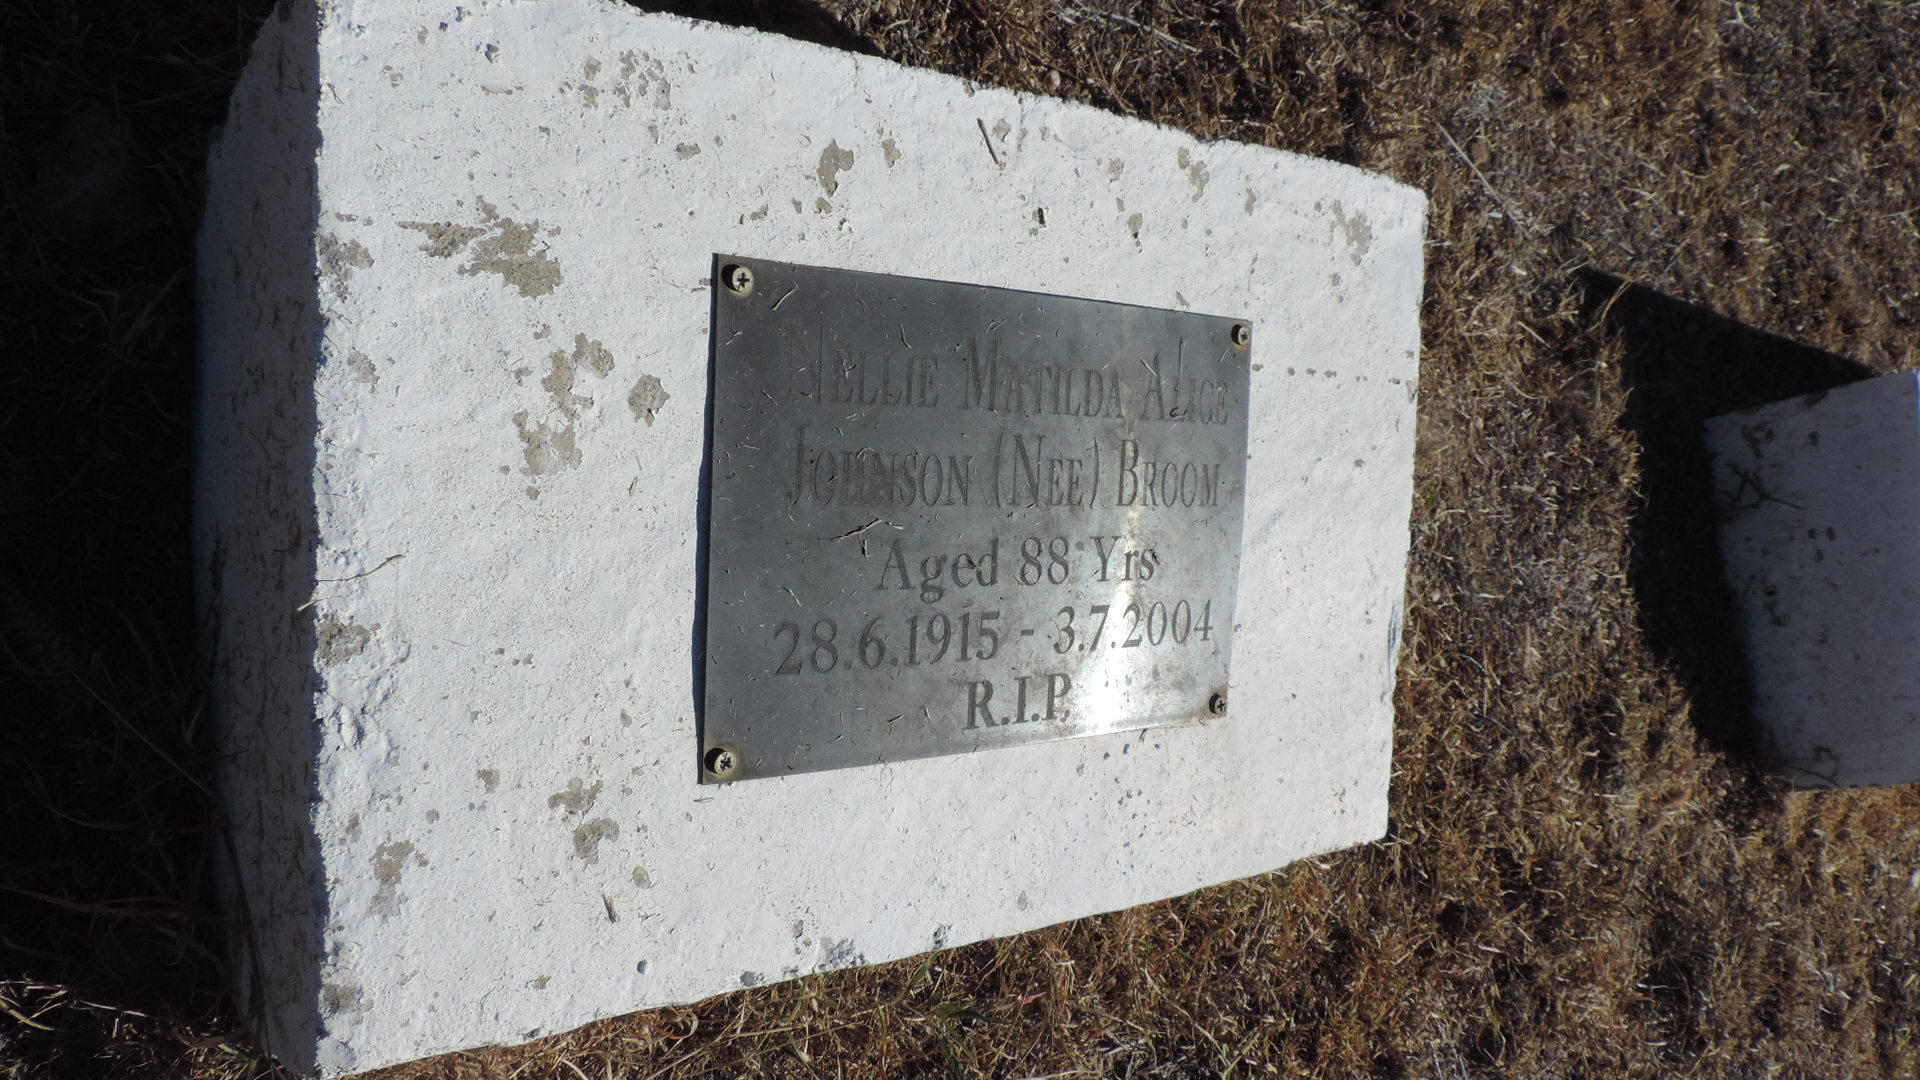 Nellie Matilda Alice
Johnson (Nee) Broom
Aged 88 Yrs
28.6.1915 - 3.7.2004
R.I.P.